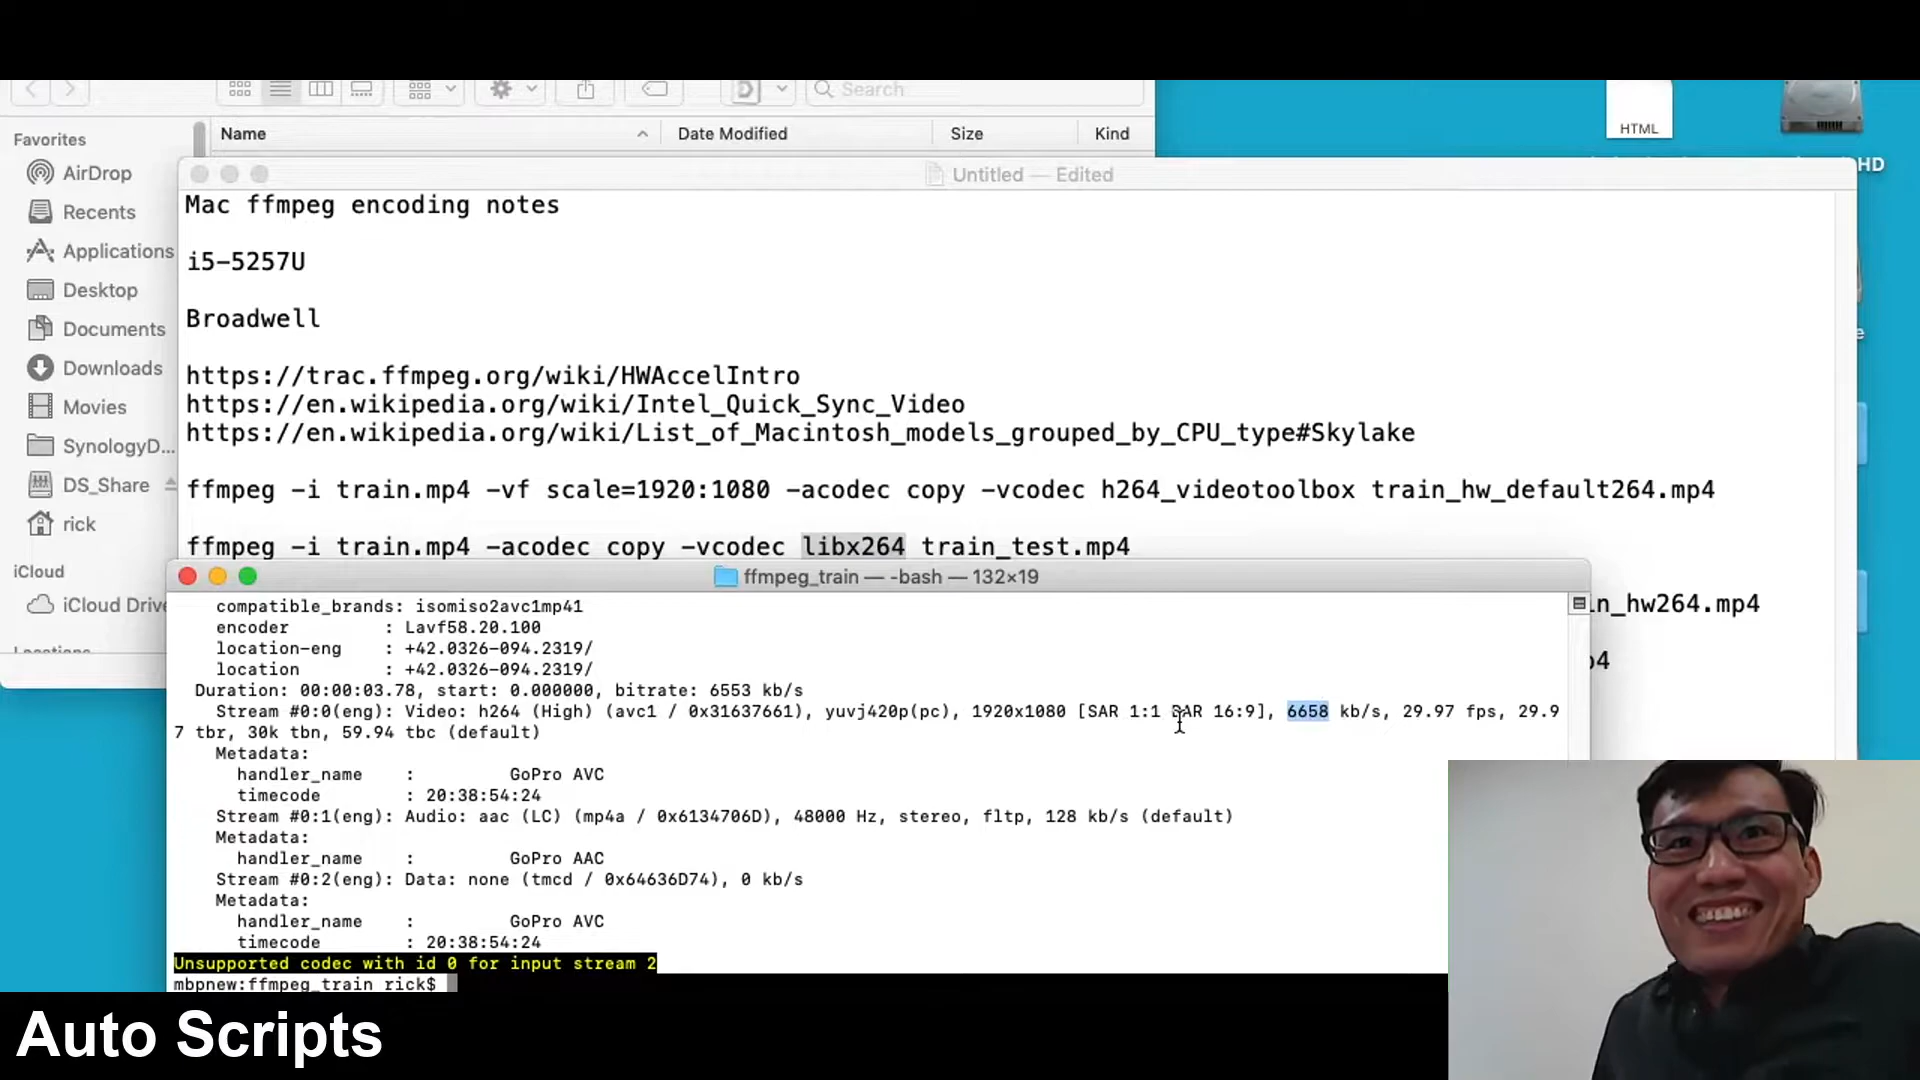 Search
HTML
Favorites
Name
Date Modified
Size
Kind
HD
AirDrop
Recents
Applications
Desktop
Documents
Downloads
Movies
SynologyD...
DS_Share
rick
iCloud
iCloud Drive
Locations
Untitled — Edited
Mac ffmpeg encoding notes
i5-5257U
Broadwell
https://trac.ffmpeg.org/wiki/HWAccelIntro
https://en.wikipedia.org/wiki/Intel_Quick_Sync_Video
https://en.wikipedia.org/wiki/List_of_Macintosh_models_grouped_by_CPU_type#Skylake
ffmpeg -i train.mp4 -vf scale=1920:1080 -acodec copy -vcodec h264_videotoolbox train_hw_default264.mp4
ffmpeg -i train.mp4 -acodec copy -vcodec libx264 train_test.mp4
in_hw264.mp4
p4
ffmpeg_train — -bash — 132×19
compatible_brands: isomiso2avc1mp41
encoder : Lavf58.20.100
location-eng : +42.0326-094.2319/
location : +42.0326-094.2319/
Duration: 00:00:03.78, start: 0.000000, bitrate: 6553 kb/s
Stream #0:0(eng): Video: h264 (High) (avc1 / 0x31637661), yuvj420p(pc), 1920x1080 [SAR 1:1 DAR 16:9], 6658 kb/s, 29.97 fps, 29.9
7 tbr, 30k tbn, 59.94 tbc (default)
Metadata:
handler_name : GoPro AVC
timecode : 20:38:54:24
Stream #0:1(eng): Audio: aac (LC) (mp4a / 0x6134706D), 48000 Hz, stereo, fltp, 128 kb/s (default)
Metadata:
handler_name : GoPro AAC
Stream #0:2(eng): Data: none (tmcd / 0x64636D74), 0 kb/s
Metadata:
handler_name : GoPro AVC
timecode : 20:38:54:24
Unsupported codec with id 0 for input stream 2
mbpnew:ffmpeg_train rick$
Auto Scripts